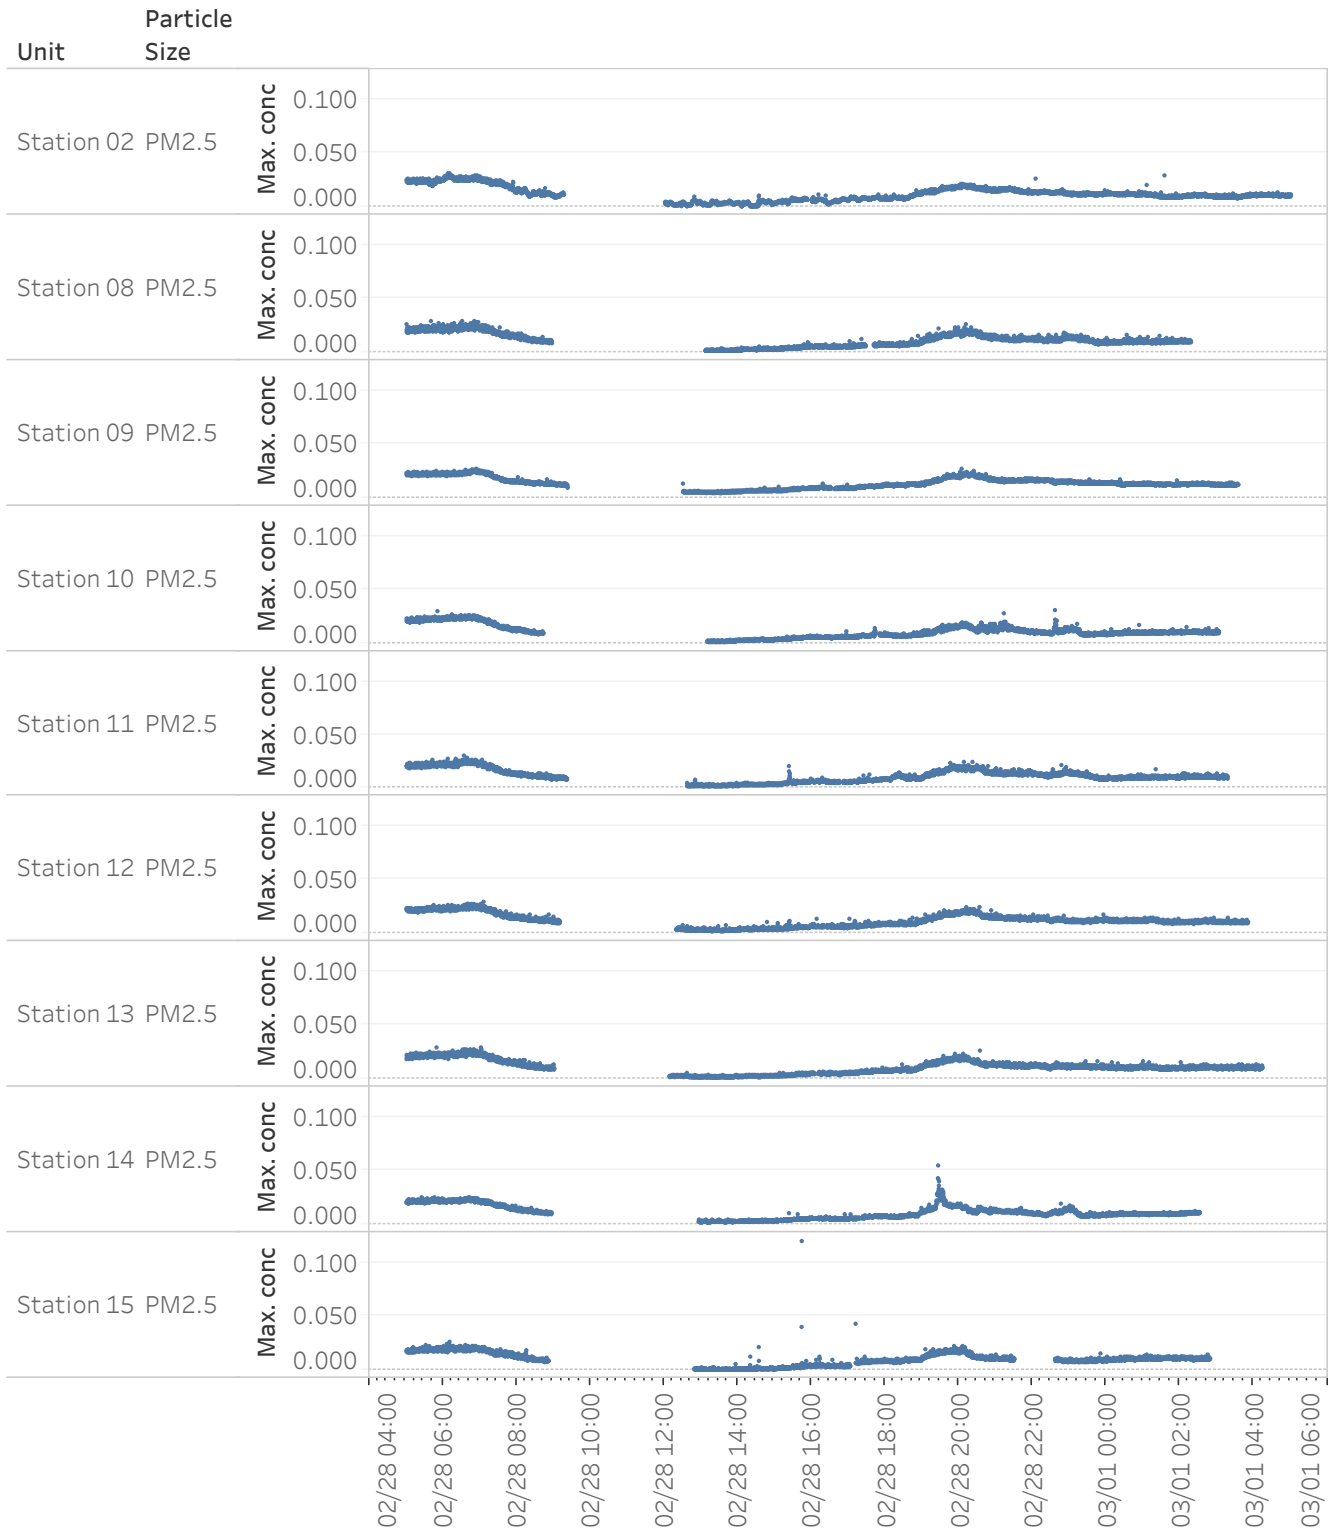 Particle
Unit Size
Station 02 PM2.5 Max. conc 0.100 0.050 0.000
Station 08 PM2.5 Max. conc 0.100 0.050 0.000
Station 09 PM2.5 Max. conc 0.100 0.050 0.000
Station 10 PM2.5 Max. conc 0.100 0.050 0.000
Station 11 PM2.5 Max. conc 0.100 0.050 0.000
Station 12 PM2.5 Max. conc 0.100 0.050 0.000
Station 13 PM2.5 Max. conc 0.100 0.050 0.000
Station 14 PM2.5 Max. conc 0.100 0.050 0.000
Station 15 PM2.5 Max. conc 0.100 0.050 0.000
02/28 04:00 02/28 06:00 02/28 08:00 02/28 10:00 02/28 12:00 02/28 14:00 02/28 16:00 02/28 18:00 02/28 20:00 02/28 22:00 03/01 00:00 03/01 02:00 03/01 04:00 03/01 06:00